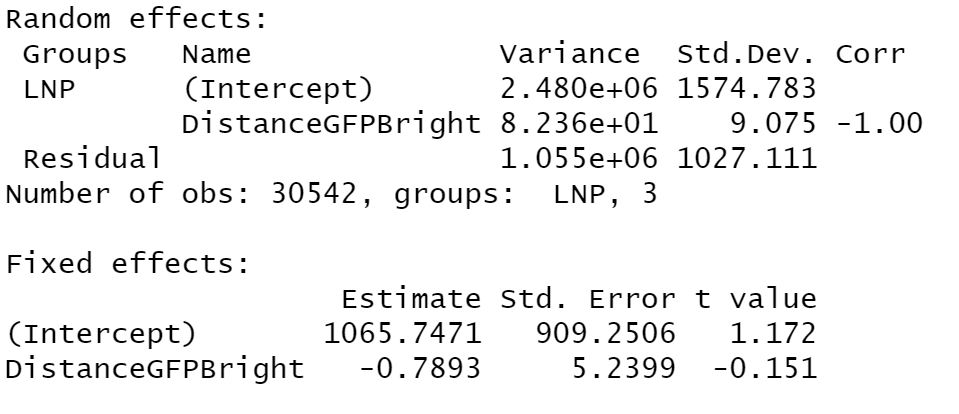 Random effects:
 Groups   Name              Variance  Std.Dev. Corr
 LNP      (Intercept)       2.480e+06 1574.783
          DistanceGFPBright 8.236e+01    9.075 -1.00
 Residual                   1.055e+06 1027.111
Number of obs: 30542, groups:  LNP, 3

Fixed effects:
                   Estimate Std. Error t value
(Intercept)       1065.7471   909.2506   1.172
DistanceGFPBright   -0.7893     5.2399  -0.151